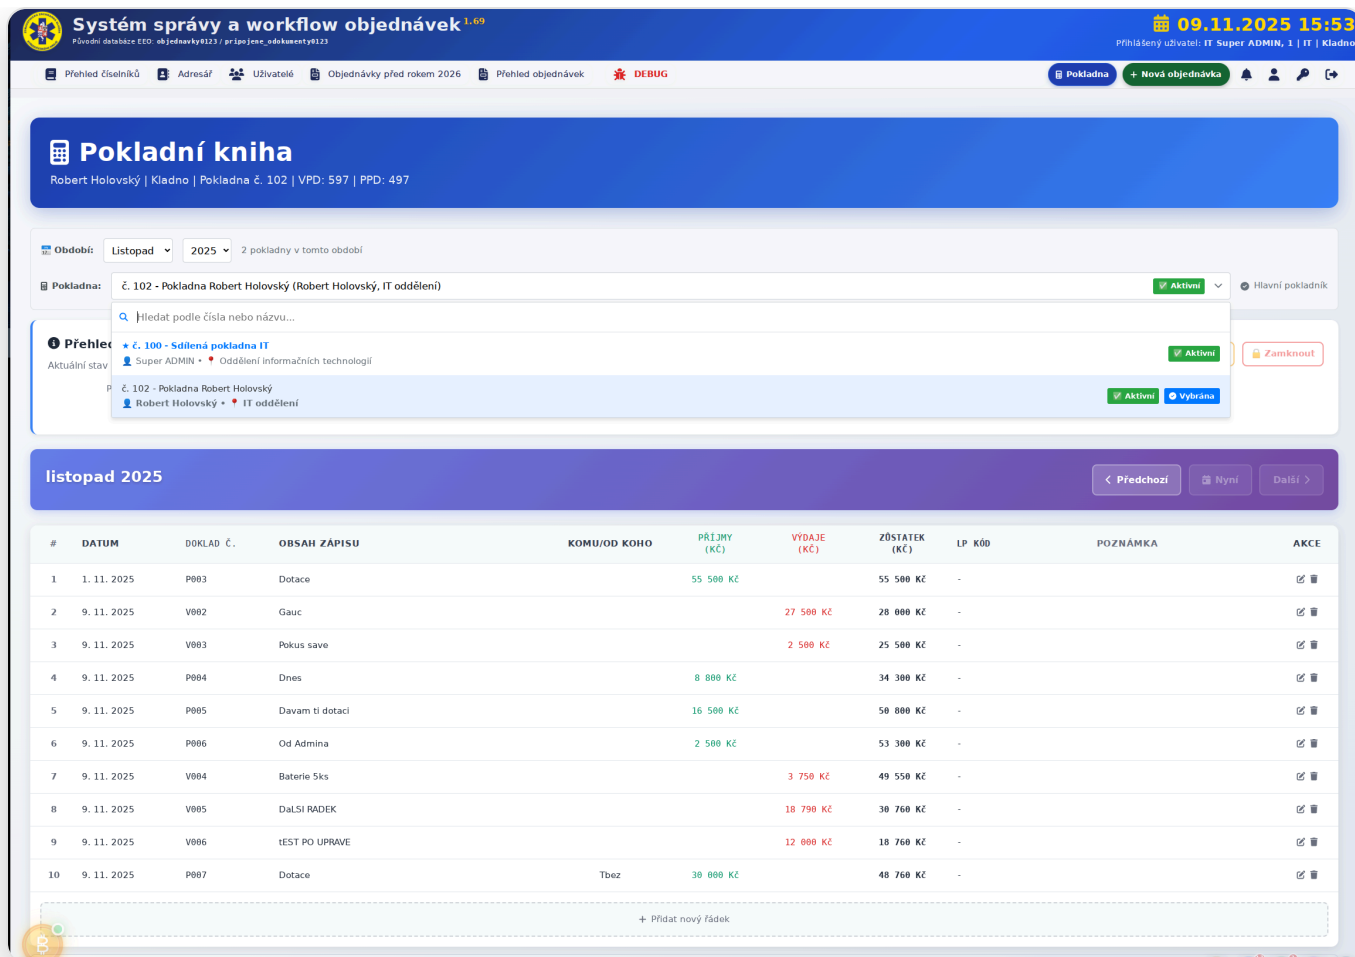 Systém správy a workflow objednávek 1.69
Původní databáze EEO: objednavky0123 / pripojene_odokumenty0123
09.11.2025 15:53
Přihlášený uživatel: IT Super ADMIN, 1 | IT | Kladno
Přehled číselníků Adresář Uživatelé Objednávky před rokem 2026 Přehled objednávek DEBUG Pokladna + Nová objednávka
Pokladní kniha
Robert Holovský | Kladno | Pokladna č. 102 | VPD: 597 | PPD: 497
Období: Listopad 2025 2 pokladny v tomto období
Pokladna: č. 102 - Pokladna Robert Holovský (Robert Holovský, IT oddělení) Aktivní Hlavní pokladník
Hledat podle čísla nebo názvu...
Přehle
★ č. 100 - Sdílená pokladna IT
Aktuální stav
Super ADMIN • Oddělení informačních technologií
Aktivní
Zamknout
P
č. 102 - Pokladna Robert Holovský
Robert Holovský • IT oddělení
Aktivní Vybrána
listopad 2025
Předchozí Nyní Další
# DATUM DOKLAD Č. OBSAH ZÁPISU KOMU/OD KOHO PŘÍJMY (KČ) VÝDAJE (KČ) ZŮSTATEK (KČ) LP KÓD POZNÁMKA AKCE
1 1. 11. 2025 P003 Dotace 55 500 Kč 55 500 Kč -
2 9. 11. 2025 V002 Gauc 27 500 Kč 28 000 Kč -
3 9. 11. 2025 V003 Pokus save 2 500 Kč 25 500 Kč -
4 9. 11. 2025 P004 Dnes 8 800 Kč 34 300 Kč -
5 9. 11. 2025 P005 Davam ti dotaci 16 500 Kč 50 800 Kč -
6 9. 11. 2025 P006 Od Admina 2 500 Kč 53 300 Kč -
7 9. 11. 2025 V004 Baterie 5ks 3 750 Kč 49 550 Kč -
8 9. 11. 2025 V005 DaLSI RADEK 18 790 Kč 30 760 Kč -
9 9. 11. 2025 V006 tEST PO UPRAVE 12 000 Kč 18 760 Kč -
10 9. 11. 2025 P007 Dotace Tbez 30 000 Kč 48 760 Kč -
+ Přidat nový řádek